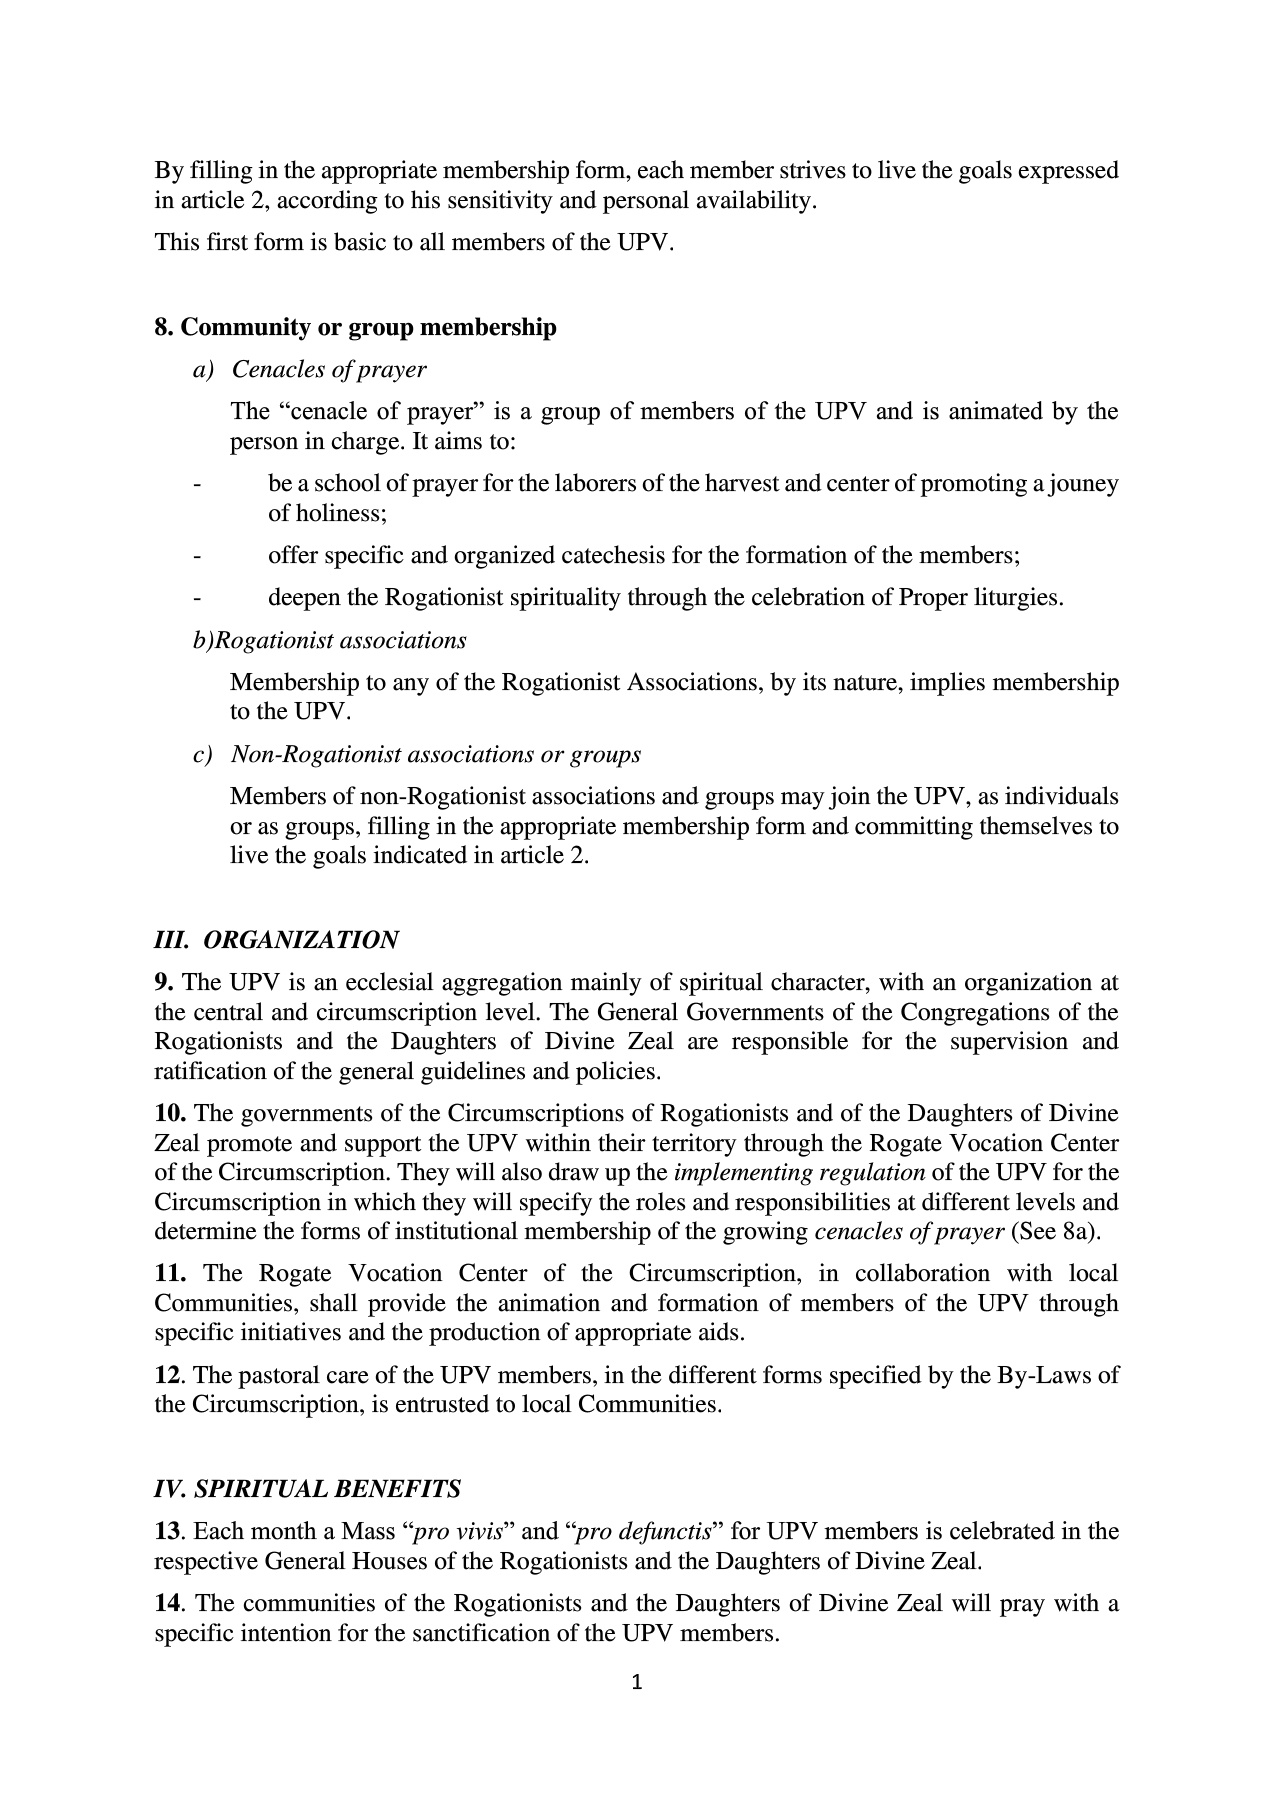 By filling in the appropriate membership form, each member strives to live the goals expressed
in article 2, according to his sensitivity and personal availability.
This first form is basic to all members of the UPV.
8. Community or group membership
a) Cenacles of prayer
The “cenacle of prayer” is a group of members of the UPV and is animated by the
person in charge. It aims to:
- be a school of prayer for the laborers of the harvest and center of promoting a jouney
of holiness;
- offer specific and organized catechesis for the formation of the members;
- deepen the Rogationist spirituality through the celebration of Proper liturgies.
b)Rogationist associations
Membership to any of the Rogationist Associations, by its nature, implies membership
to the UPV.
c) Non-Rogationist associations or groups
Members of non-Rogationist associations and groups may join the UPV, as individuals
or as groups, filling in the appropriate membership form and committing themselves to
live the goals indicated in article 2.
III. ORGANIZATION
9. The UPV is an ecclesial aggregation mainly of spiritual character, with an organization at
the central and circumscription level. The General Governments of the Congregations of the
Rogationists and the Daughters of Divine Zeal are responsible for the supervision and
ratification of the general guidelines and policies.
10. The governments of the Circumscriptions of Rogationists and of the Daughters of Divine
Zeal promote and support the UPV within their territory through the Rogate Vocation Center
of the Circumscription. They will also draw up the implementing regulation of the UPV for the
Circumscription in which they will specify the roles and responsibilities at different levels and
determine the forms of institutional membership of the growing cenacles of prayer (See 8a).
11. The Rogate Vocation Center of the Circumscription, in collaboration with local
Communities, shall provide the animation and formation of members of the UPV through
specific initiatives and the production of appropriate aids.
12. The pastoral care of the UPV members, in the different forms specified by the By-Laws of
the Circumscription, is entrusted to local Communities.
IV. SPIRITUAL BENEFITS
13. Each month a Mass “pro vivis” and “pro defunctis” for UPV members is celebrated in the
respective General Houses of the Rogationists and the Daughters of Divine Zeal.
14. The communities of the Rogationists and the Daughters of Divine Zeal will pray with a
specific intention for the sanctification of the UPV members.
1